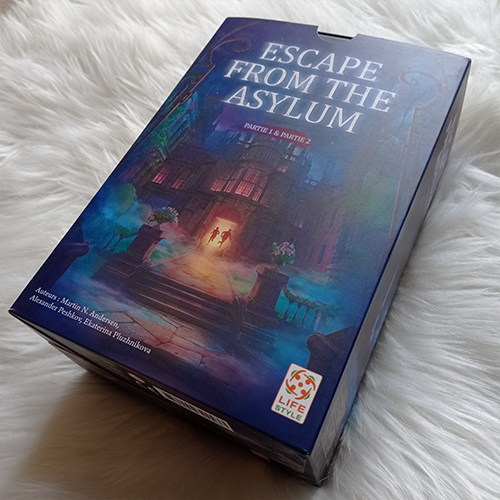 ESCAPE
FROM THE
ASYLUM
PARTIE 1 & PARTIE 2
Auteurs : Martin N. Andersen,
Alexander Peshkov, Ekaterina Pluzhnikova
LIFE
STYLE